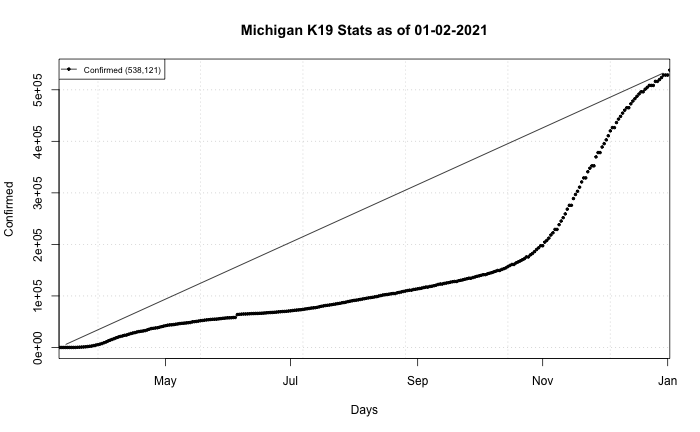 Michigan K19 Stats as of 01-02-2021
Confirmed (538,121)
5e+05
4e+05
3e+05
2e+05
1e+05
0e+00
Confirmed
May Jul Sep Nov Jan
Days